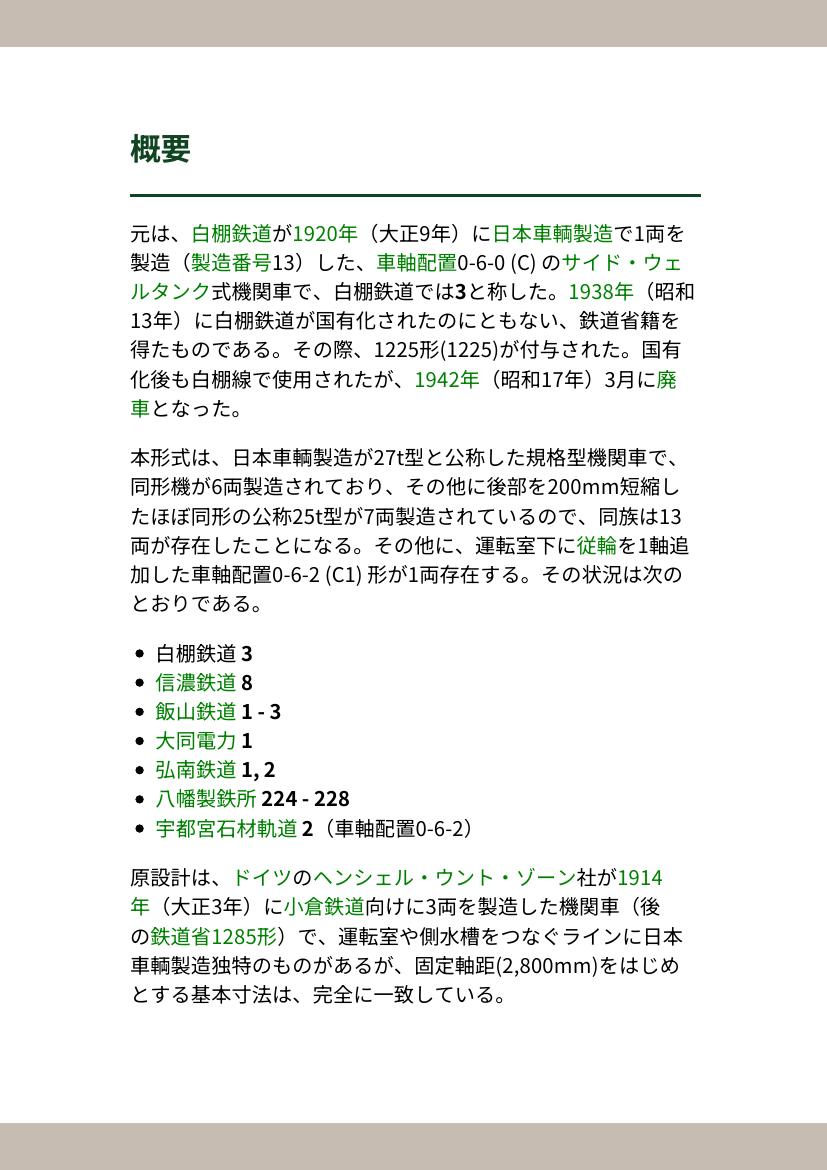 概要
元は、白棚鉄道が1920年（大正9年）に日本車輌製造で1両を
製造（製造番号13）した、車軸配置0-6-0 (C) のサイド・ウェ
ルタンク式機関車で、白棚鉄道では3と称した。1938年（昭和
13年）に白棚鉄道が国有化されたのにともない、鉄道省籍を
得たものである。その際、1225形(1225)が付与された。国有
化後も白棚線で使用されたが、1942年（昭和17年）3月に廃
車となった。
本形式は、日本車輌製造が27t型と公称した規格型機関車で、
同形機が6両製造されており、その他に後部を200mm短縮し
たほぼ同形の公称25t型が7両製造されているので、同族は13
両が存在したことになる。その他に、運転室下に従輪を1軸追
加した車軸配置0-6-2 (C1) 形が1両存在する。その状況は次の
とおりである。
• 白棚鉄道 3
• 信濃鉄道 8
• 飯山鉄道 1 - 3
• 大同電力 1
• 弘南鉄道 1, 2
• 八幡製鉄所 224 - 228
• 宇都宮石材軌道 2（車軸配置0-6-2）
原設計は、ドイツのヘンシェル・ウント・ゾーン社が1914
年（大正3年）に小倉鉄道向けに3両を製造した機関車（後
の鉄道省1285形）で、運転室や側水槽をつなぐラインに日本
車輌製造独特のものがあるが、固定軸距(2,800mm)をはじめ
とする基本寸法は、完全に一致している。